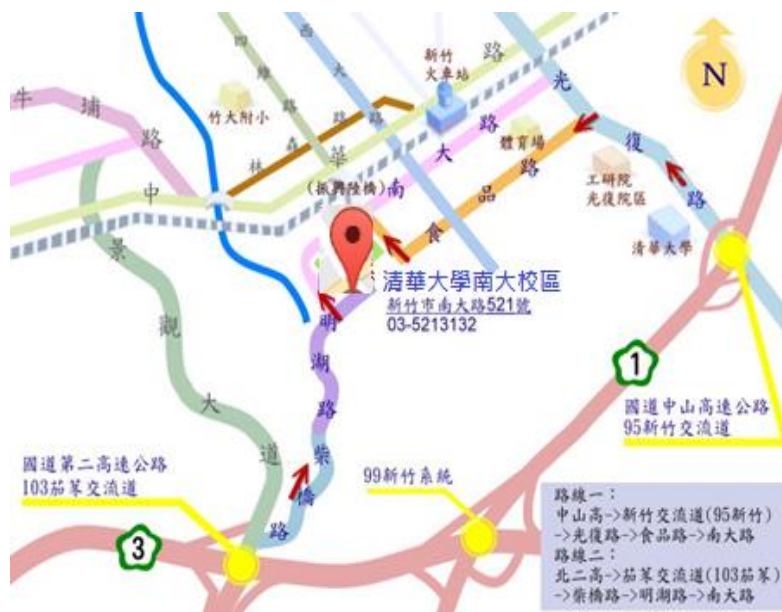 四維路
西大路
新竹
火車站
中華路
光復路
N
牛埔路
竹大附小
林森路
南大路
體育場
食品路
工研院
光復院區
清華大學
(振興陸橋)
清華大學南大校區
新竹市南大路521號
03-5213132
景觀大道
明湖路
柴橋路
1
國道中山高速公路
95新竹交流道
國道第二高速公路
103茄苳交流道
99新竹系統
3
路線一：
中山高->新竹交流道(95新竹)
->光復路->食品路->南大路
路線二：
北二高->茄苳交流道(103茄苳)
->柴橋路->明湖路->南大路